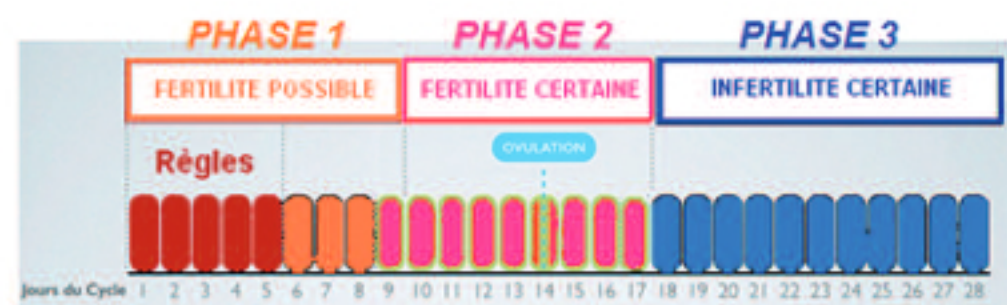 PHASE 1 PHASE 2 PHASE 3
FERTILITE POSSIBLE FERTILITE CERTAINE INFERTILITE CERTAINE
OVULATION
Règles
Jours du Cycle 1 2 3 4 5 6 7 8 9 10 11 12 13 14 15 16 17 18 19 20 21 22 23 24 25 26 27 28